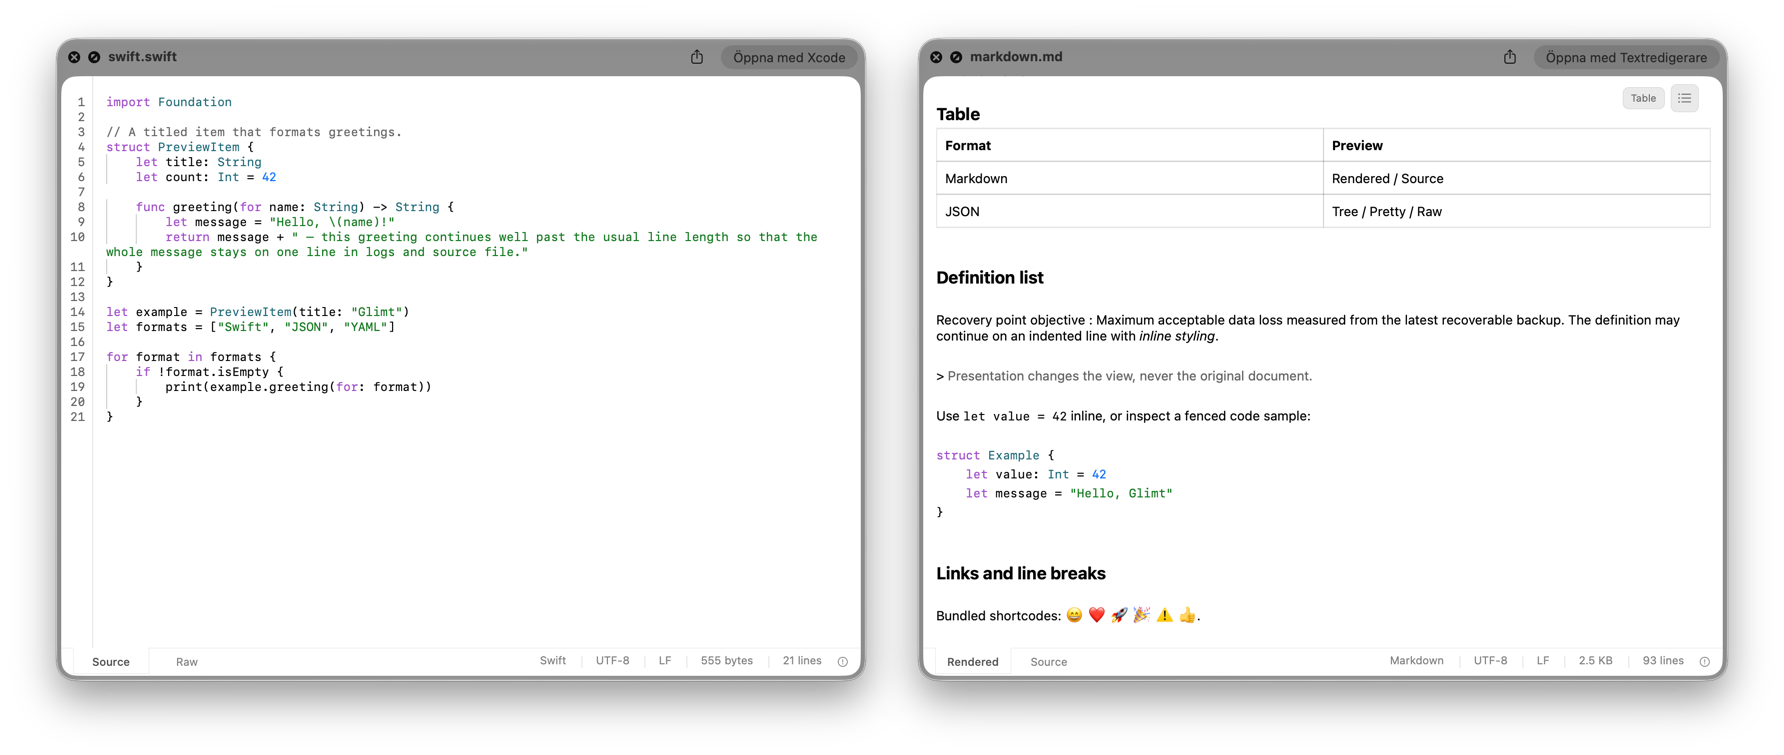 swift.swift
Öppna med Xcode
1 import Foundation
2
3 // A titled item that formats greetings.
4 struct PreviewItem {
5     let title: String
6     let count: Int = 42
7
8     func greeting(for name: String) -> String {
9         let message = "Hello, \(name)!"
10         return message + " — this greeting continues well past the usual line length so that the
whole message stays on one line in logs and source file."
11     }
12 }
13
14 let example = PreviewItem(title: "Glimt")
15 let formats = ["Swift", "JSON", "YAML"]
16
17 for format in formats {
18     if !format.isEmpty {
19         print(example.greeting(for: format))
20     }
21 }
Source Raw Swift UTF-8 LF 555 bytes 21 lines
markdown.md
Öppna med Textredigerare
Table
Table
Format Preview
Markdown Rendered / Source
JSON Tree / Pretty / Raw
Definition list
Recovery point objective : Maximum acceptable data loss measured from the latest recoverable backup. The definition may
continue on an indented line with inline styling.
> Presentation changes the view, never the original document.
Use let value = 42 inline, or inspect a fenced code sample:
struct Example {
    let value: Int = 42
    let message = "Hello, Glimt"
}
Links and line breaks
Bundled shortcodes: 😄 ❤️ 🚀 🎉 ⚠️ 👍.
Rendered Source Markdown UTF-8 LF 2.5 KB 93 lines